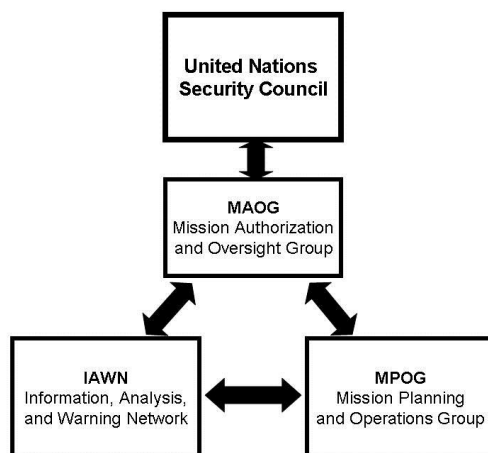 United Nations
Security Council
MAOG
Mission Authorization
and Oversight Group
IAWN
Information, Analysis,
and Warning Network
MPOG
Mission Planning
and Operations Group